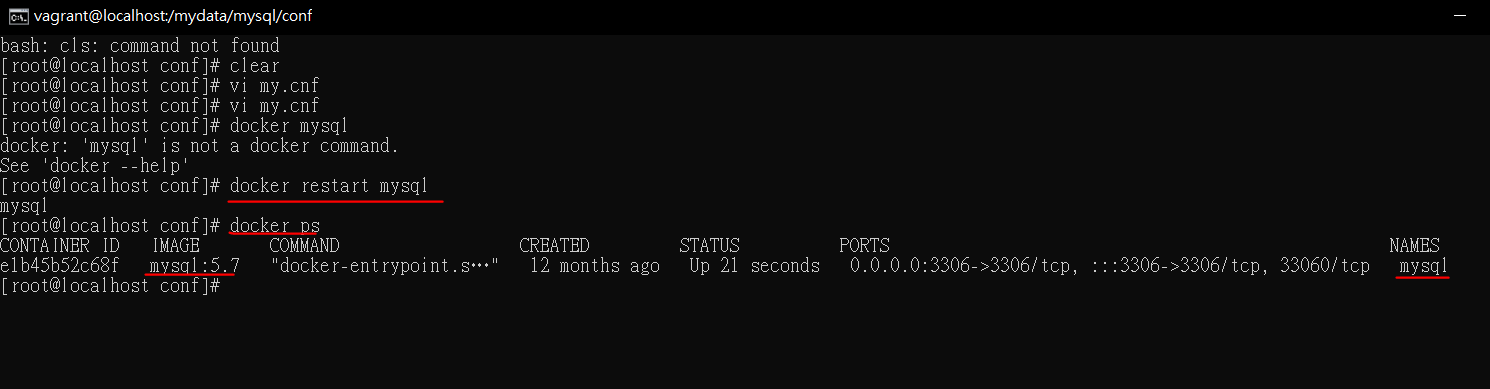 vagrant@localhost:/mydata/mysql/conf
bash: cls: command not found
[root@localhost conf]# clear
[root@localhost conf]# vi my.cnf
[root@localhost conf]# vi my.cnf
[root@localhost conf]# docker mysql
docker: 'mysql' is not a docker command.
See 'docker --help'
[root@localhost conf]# docker restart mysql
mysql
[root@localhost conf]# docker ps
CONTAINER ID IMAGE COMMAND CREATED STATUS PORTS NAMES
e1b45b52c68f mysql:5.7 "docker-entrypoint.s…" 12 months ago Up 21 seconds 0.0.0.0:3306->3306/tcp, :::3306->3306/tcp, 33060/tcp mysql
[root@localhost conf]#